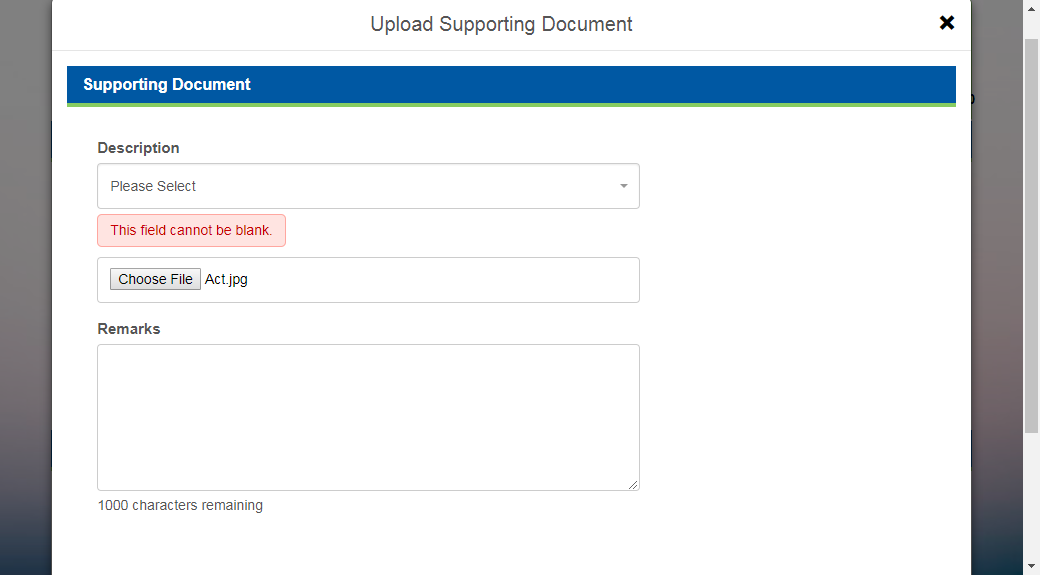 Upload Supporting Document
Supporting Document
Description
Please Select
This field cannot be blank.
Choose File Act.jpg
Remarks
1000 characters remaining